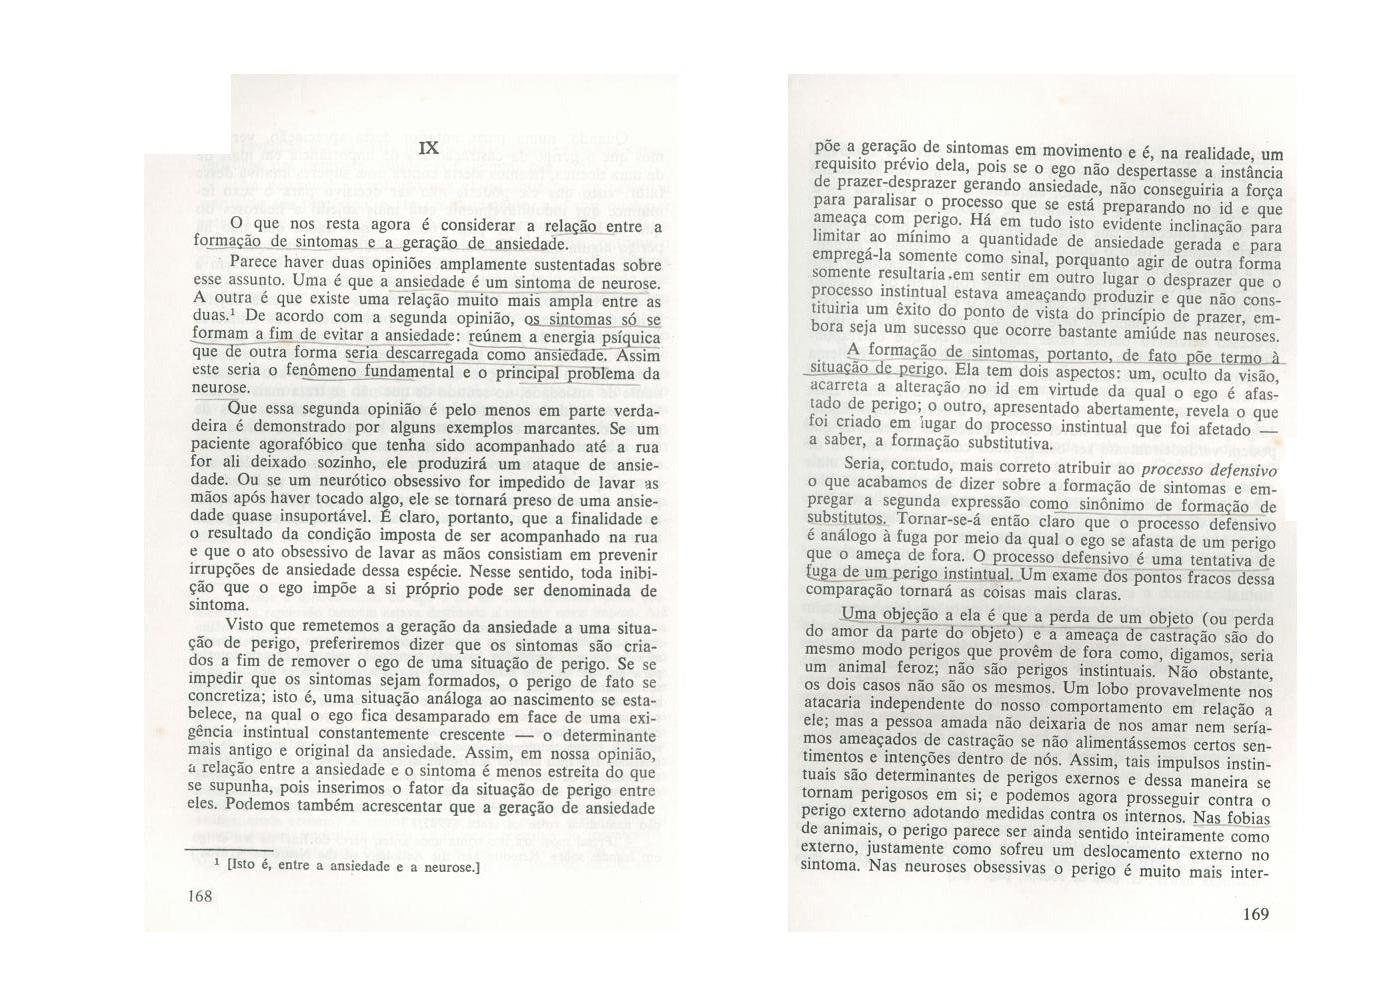 IX
O que nos resta agora é considerar a relação entre a
formação de sintomas e a geração de ansiedade.
Parece haver duas opiniões amplamente sustentadas sobre
esse assunto. Uma é que a ansiedade é um sintoma de neurose.
A outra é que existe uma relação muito mais ampla entre as
duas.¹ De acordo com a segunda opinião, os sintomas só se
formam a fim de evitar a ansiedade: reúnem a energia psíquica
que de outra forma seria descarregada como ansiedade. Assim
este seria o fenômeno fundamental e o principal problema da
neurose.
Que essa segunda opinião é pelo menos em parte verda-
deira é demonstrado por alguns exemplos marcantes. Se um
paciente agorafóbico que tenha sido acompanhado até a rua
for ali deixado sozinho, ele produzirá um ataque de ansie-
dade. Ou se um neurótico obsessivo for impedido de lavar as
mãos após haver tocado algo, ele se tornará preso de uma ansie-
dade quase insuportável. É claro, portanto, que a finalidade e
o resultado da condição imposta de ser acompanhado na rua
e que o ato obsessivo de lavar as mãos consistiam em prevenir
irrupções de ansiedade dessa espécie. Nesse sentido, toda inibi-
ção que o ego impõe a si próprio pode ser denominada de
sintoma.
Visto que remetemos a geração da ansiedade a uma situa-
ção de perigo, preferiremos dizer que os sintomas são cria-
dos a fim de remover o ego de uma situação de perigo. Se se
impedir que os sintomas sejam formados, o perigo de fato se
concretiza; isto é, uma situação análoga ao nascimento se esta-
belece, na qual o ego fica desamparado em face de uma exi-
gência instintual constantemente crescente — o determinante
mais antigo e original da ansiedade. Assim, em nossa opinião,
a relação entre a ansiedade e o sintoma é menos estreita do que
se supunha, pois inserimos o fator da situação de perigo entre
eles. Podemos também acrescentar que a geração de ansiedade
¹ [Isto é, entre a ansiedade e a neurose.]
168
põe a geração de sintomas em movimento e é, na realidade, um
requisito prévio dela, pois se o ego não despertasse a instância
de prazer-desprazer gerando ansiedade, não conseguiria a força
para paralisar o processo que se está preparando no id e que
ameaça com perigo. Há em tudo isto evidente inclinação para
limitar ao mínimo a quantidade de ansiedade gerada e para
empregá-la somente como sinal, porquanto agir de outra forma
somente resultaria.em sentir em outro lugar o desprazer que o
processo instintual estava ameaçando produzir e que não cons-
tituiria um êxito do ponto de vista do princípio de prazer, em-
bora seja um sucesso que ocorre bastante amiúde nas neuroses.
A formação de sintomas, portanto, de fato põe termo à
situação de perigo. Ela tem dois aspectos: um, oculto da visão,
acarreta a alteração no id em virtude da qual o ego é afas-
tado de perigo; o outro, apresentado abertamente, revela o que
foi criado em lugar do processo instintual que foi afetado —
a saber, a formação substitutiva.
Seria, contudo, mais correto atribuir ao processo defensivo
o que acabamos de dizer sobre a formação de sintomas e em-
pregar a segunda expressão como sinônimo de formação de
substitutos. Tornar-se-á então claro que o processo defensivo
é análogo à fuga por meio da qual o ego se afasta de um perigo
que o ameça de fora. O processo defensivo é uma tentativa de
fuga de um perigo instintual. Um exame dos pontos fracos dessa
comparação tornará as coisas mais claras.
Uma objeção a ela é que a perda de um objeto (ou perda
do amor da parte do objeto) e a ameaça de castração são do
mesmo modo perigos que provêm de fora como, digamos, seria
um animal feroz; não são perigos instintuais. Não obstante,
os dois casos não são os mesmos. Um lobo provavelmente nos
atacaria independente do nosso comportamento em relação a
ele; mas a pessoa amada não deixaria de nos amar nem sería-
mos ameaçados de castração se não alimentássemos certos sen-
timentos e intenções dentro de nós. Assim, tais impulsos instin-
tuais são determinantes de perigos exernos e dessa maneira se
tornam perigosos em si; e podemos agora prosseguir contra o
perigo externo adotando medidas contra os internos. Nas fobias
de animais, o perigo parece ser ainda sentido inteiramente como
externo, justamente como sofreu um deslocamento externo no
sintoma. Nas neuroses obsessivas o perigo é muito mais inter-
169